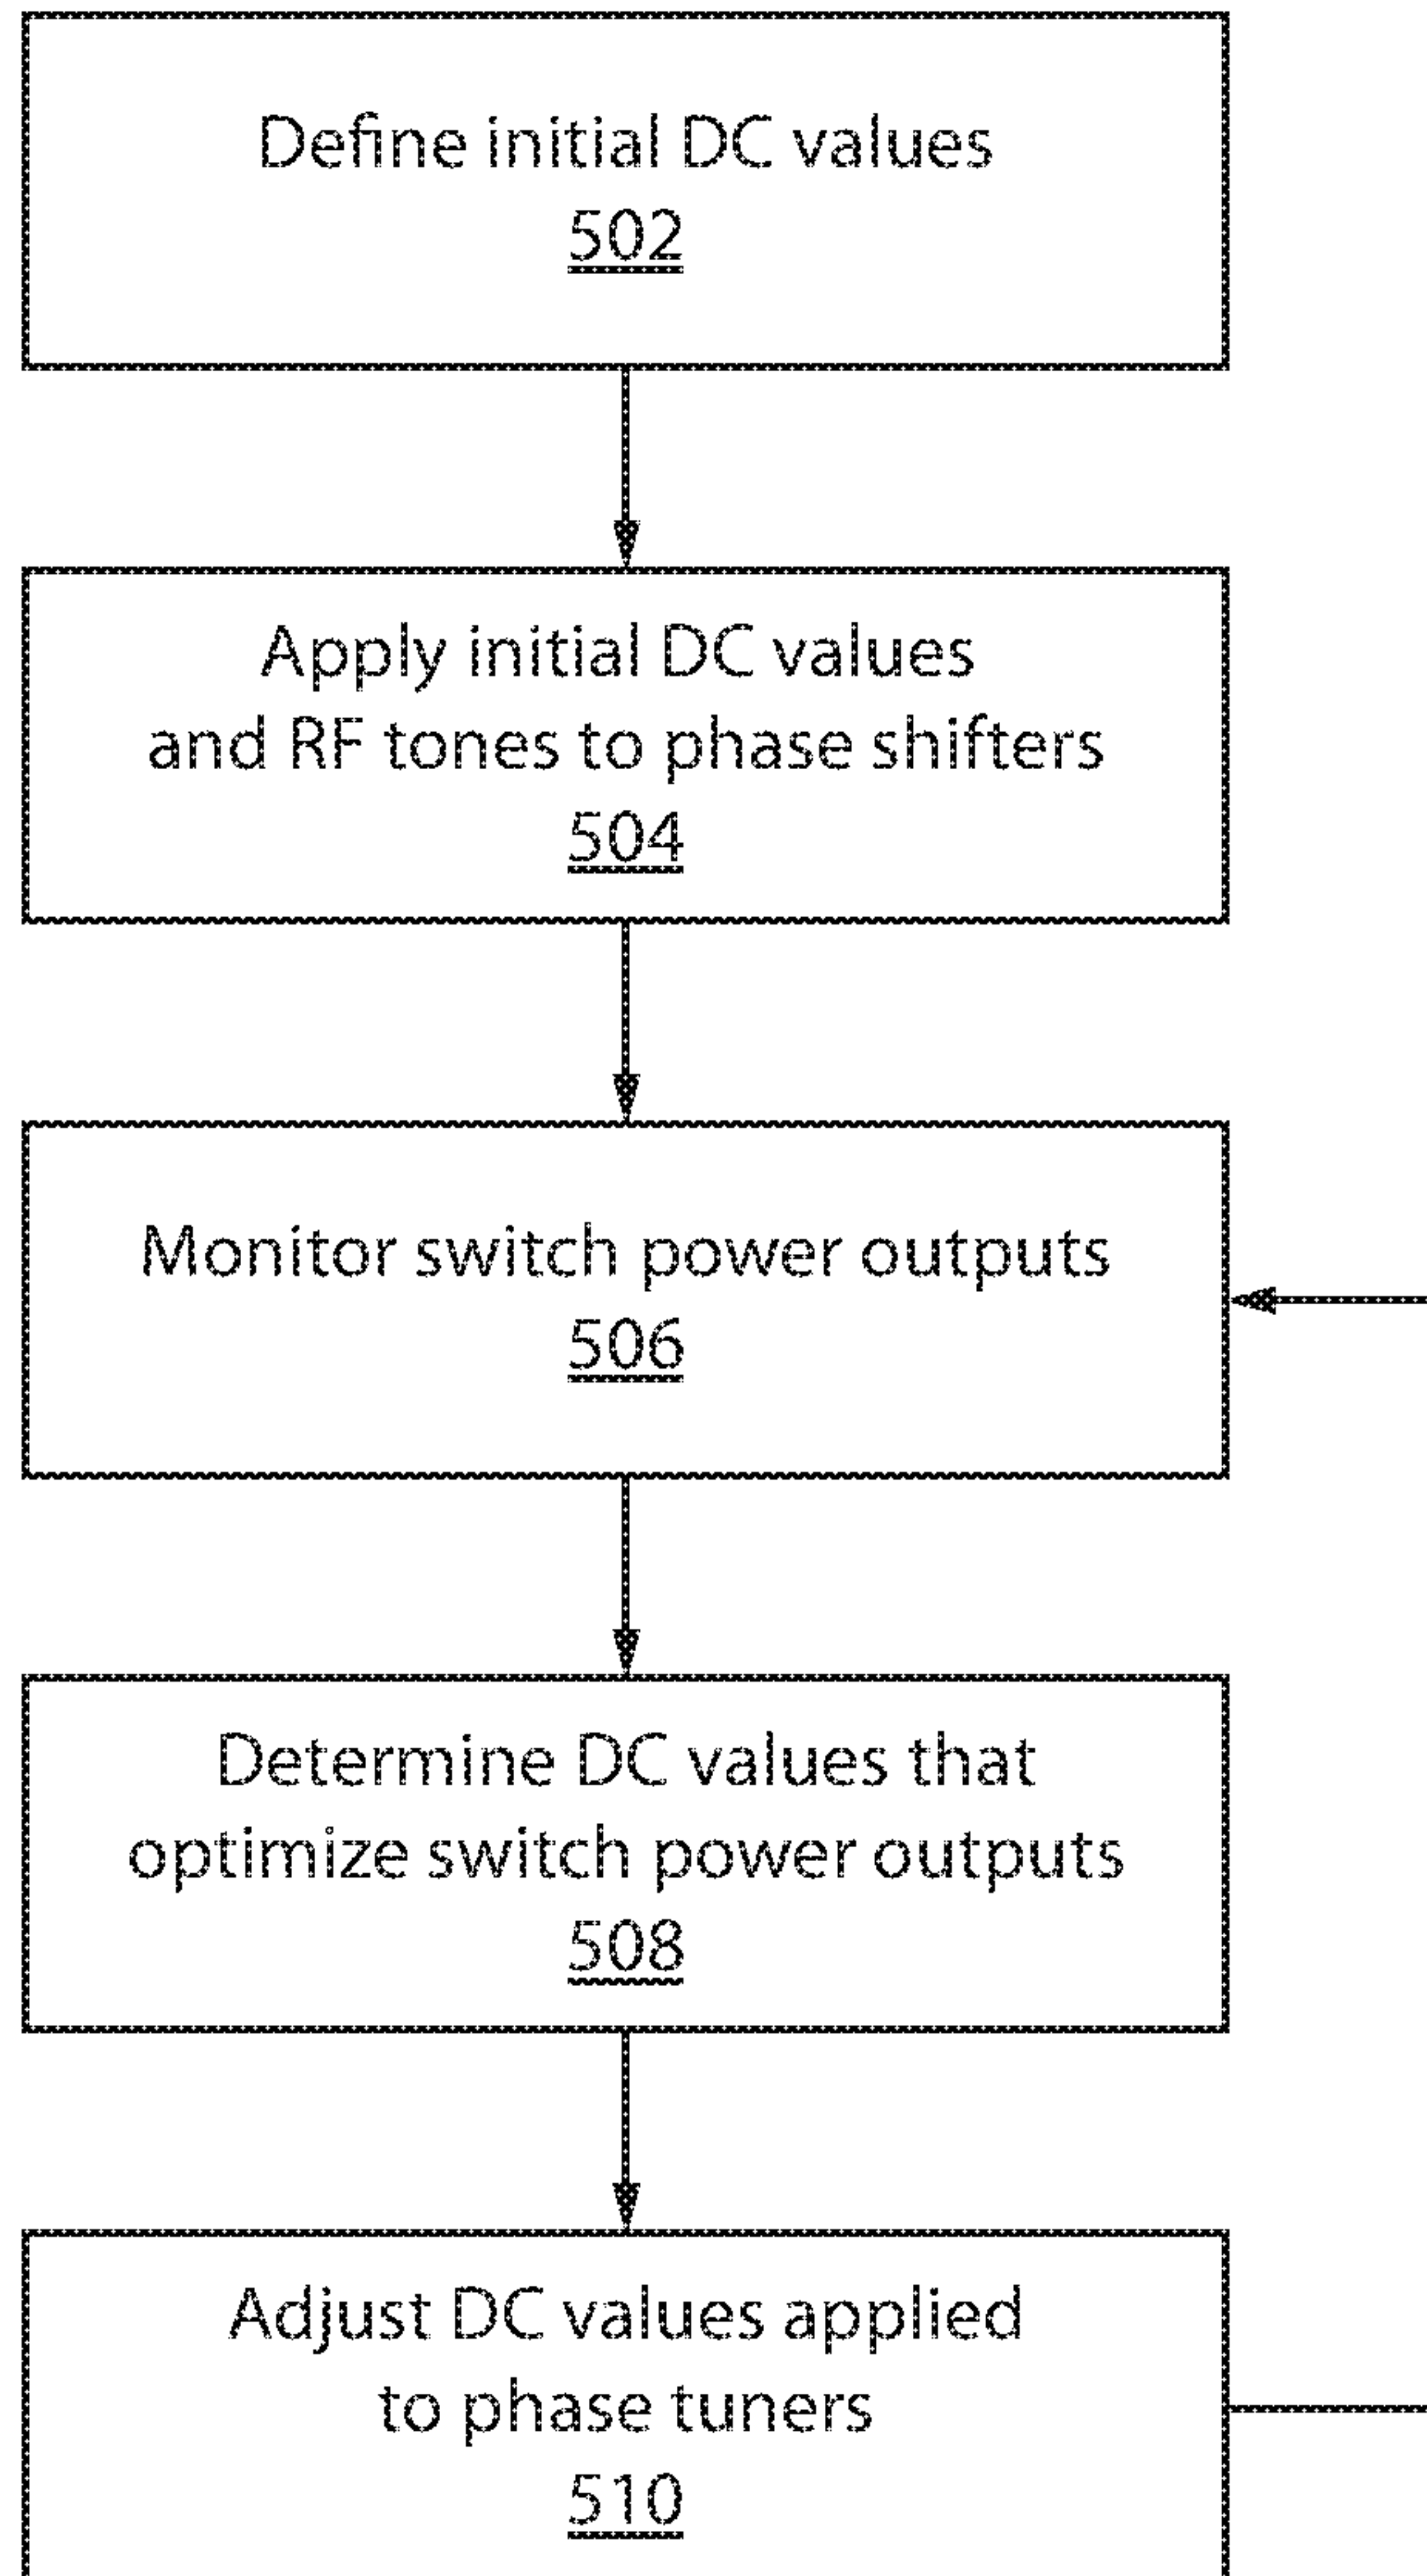 Define initial DC values
502
Apply initial DC values
and RF tones to phase shifters
504
Monitor switch power outputs
506
Determine DC values that
optimize switch power outputs
508
Adjust DC values applied
to phase tuners
510